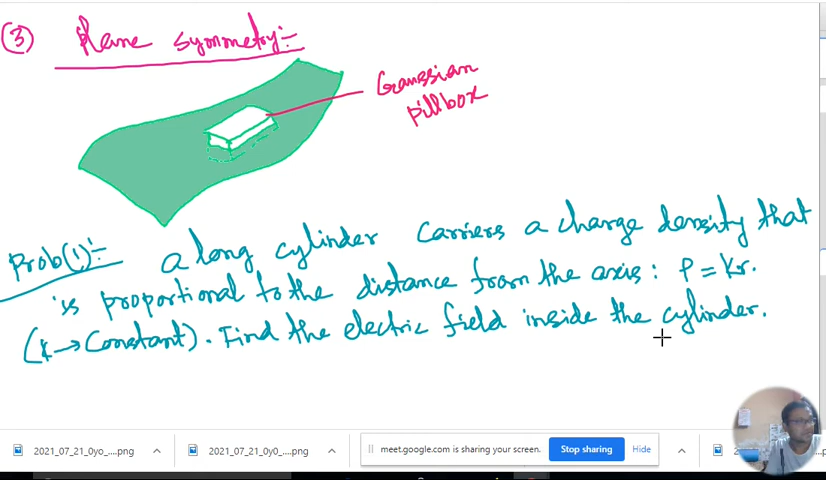 (3) Plane symmetry:-
Gaussian
pillbox
Prob(1):- a long cylinder carriers a charge density that
is proportional to the distance from the axis: ρ = kr.
(k → Constant). Find the electric field inside the cylinder.
2021_07_21_0yo_....png
2021_07_21_0y0_....png
meet.google.com is sharing your screen.
Stop sharing
Hide